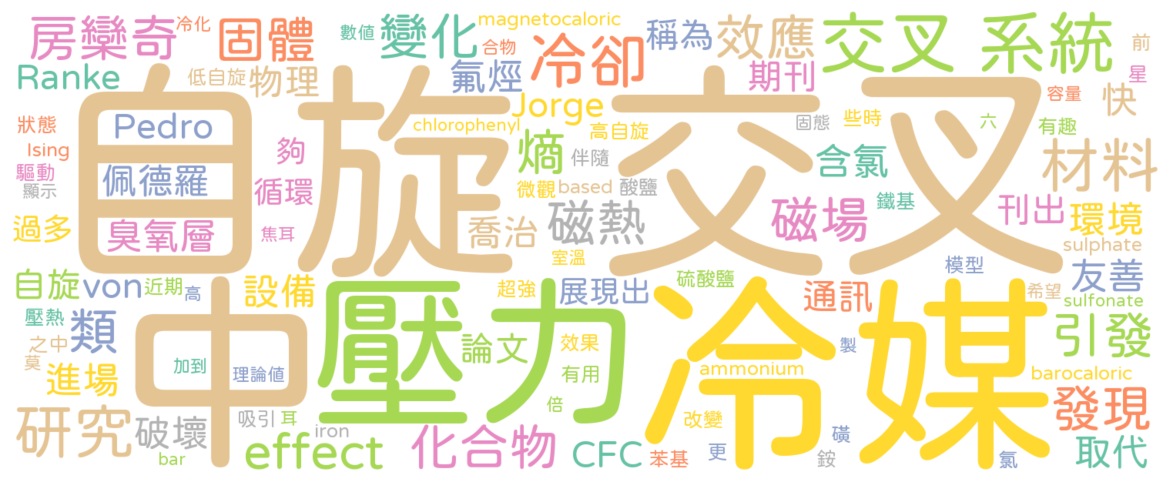 房欒奇 冷化 固體 數值 變化 magnetocaloric 合物 冷卻 稱為 效應 交叉 系統 前
Ranke 低自旋 物理 氟烴 期刊 星
狀態 Pedro Jorge chlorophenyl 高自旋 固態 些時 容量 快
Ising 自旋交叉 六 有趣
驅動 夠 熵 伴隨 含氯 材料
顯示 佩德羅 循環 微觀 based 酸鹽 鐵基
過多 臭氧層 焦耳 喬治 磁熱 磁場 刊出 環境
室溫 sulphate
自旋 von 近期 高 設備 超強 展現出 硫酸鹽 通訊 模型 友善 希望
壓熱 類 中 壓力 冷媒 sulfonate
之中 論文 效果 製 引發
莫 進場 加到 理論值 有用 ammonium barocaloric
研究 破壞 吸引 耳 倍 改變 磺 發現
bar effect iron 化合物 CFC 苯基 更 銨 氯 取代